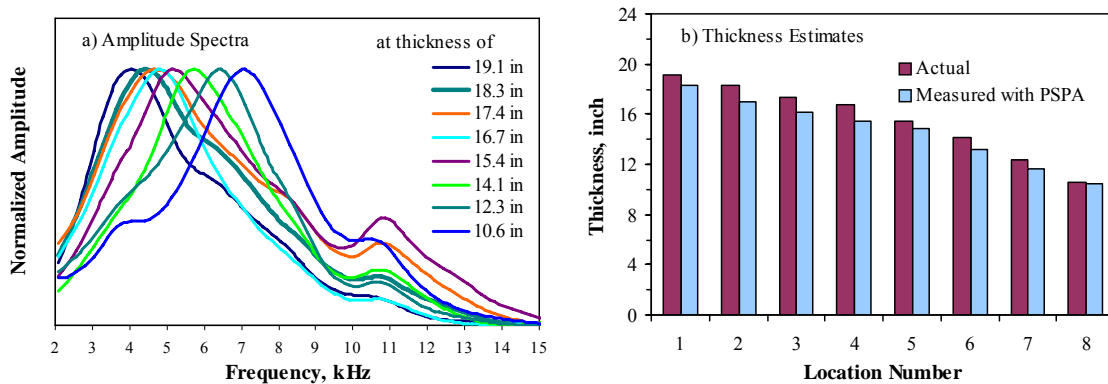 a) Amplitude Spectra
at thickness of
19.1 in
18.3 in
17.4 in
16.7 in
15.4 in
14.1 in
12.3 in
10.6 in
Normalized Amplitude
2 3 4 5 6 7 8 9 10 11 12 13 14 15
Frequency, kHz
b) Thickness Estimates
Actual
Measured with PSPA
Thickness, inch
24
20
16
12
8
4
0
1 2 3 4 5 6 7 8
Location Number